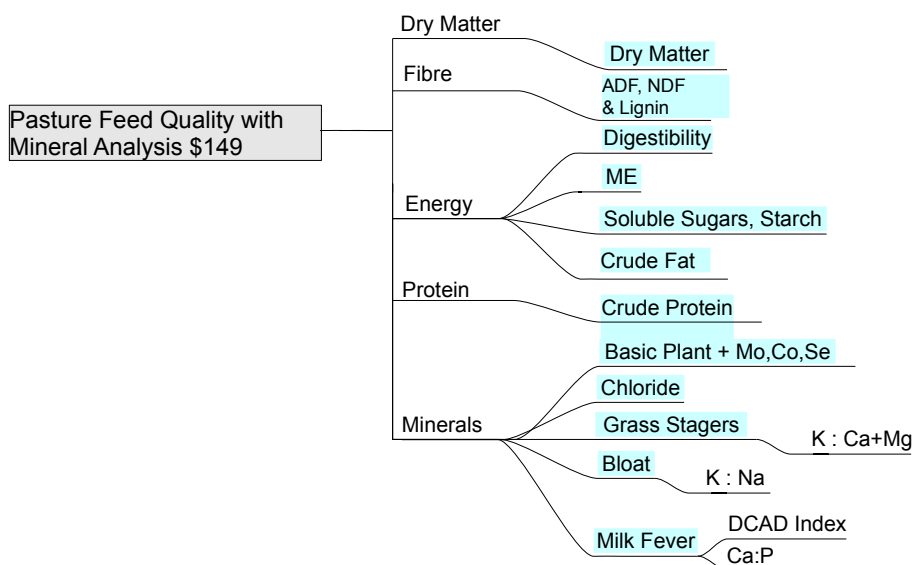 Dry Matter
Dry Matter
Fibre
ADF, NDF
& Lignin
Pasture Feed Quality with
Mineral Analysis $149
Digestibility
ME
Energy
Soluble Sugars, Starch
Crude Fat
Protein
Crude Protein
Basic Plant + Mo,Co,Se
Chloride
Minerals
Grass Stagers
K : Ca+Mg
Bloat
K : Na
Milk Fever
DCAD Index
Ca:P